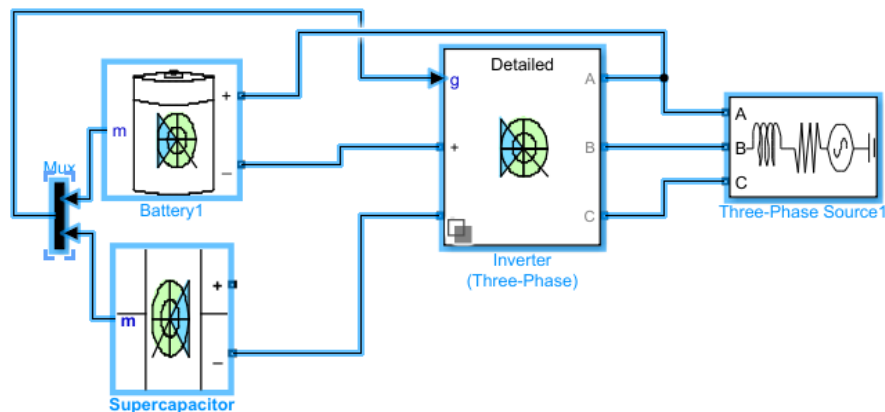 Detailed
g
A
+
B
C
Inverter
(Three-Phase)
m
+
−
Battery1
Mux
m
+
−
Supercapacitor
A
B
C
Three-Phase Source1